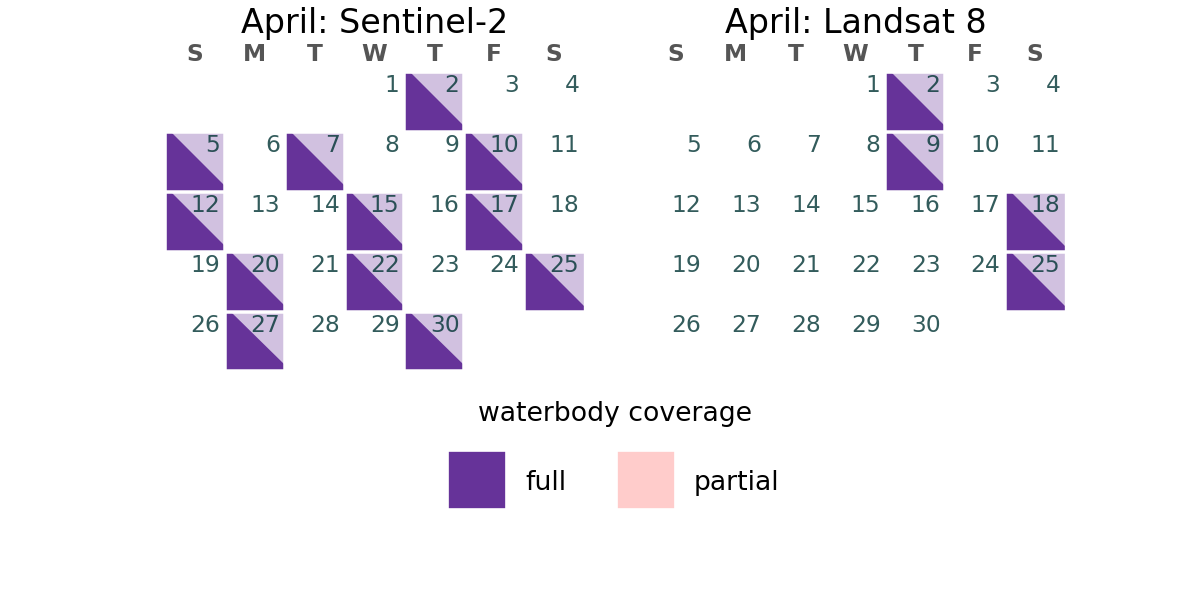 April: Sentinel-2
S M T W T F S
1 2 3 4
5 6 7 8 9 10 11
12 13 14 15 16 17 18
19 20 21 22 23 24 25
26 27 28 29 30
April: Landsat 8
S M T W T F S
1 2 3 4
5 6 7 8 9 10 11
12 13 14 15 16 17 18
19 20 21 22 23 24 25
26 27 28 29 30
waterbody coverage
full partial